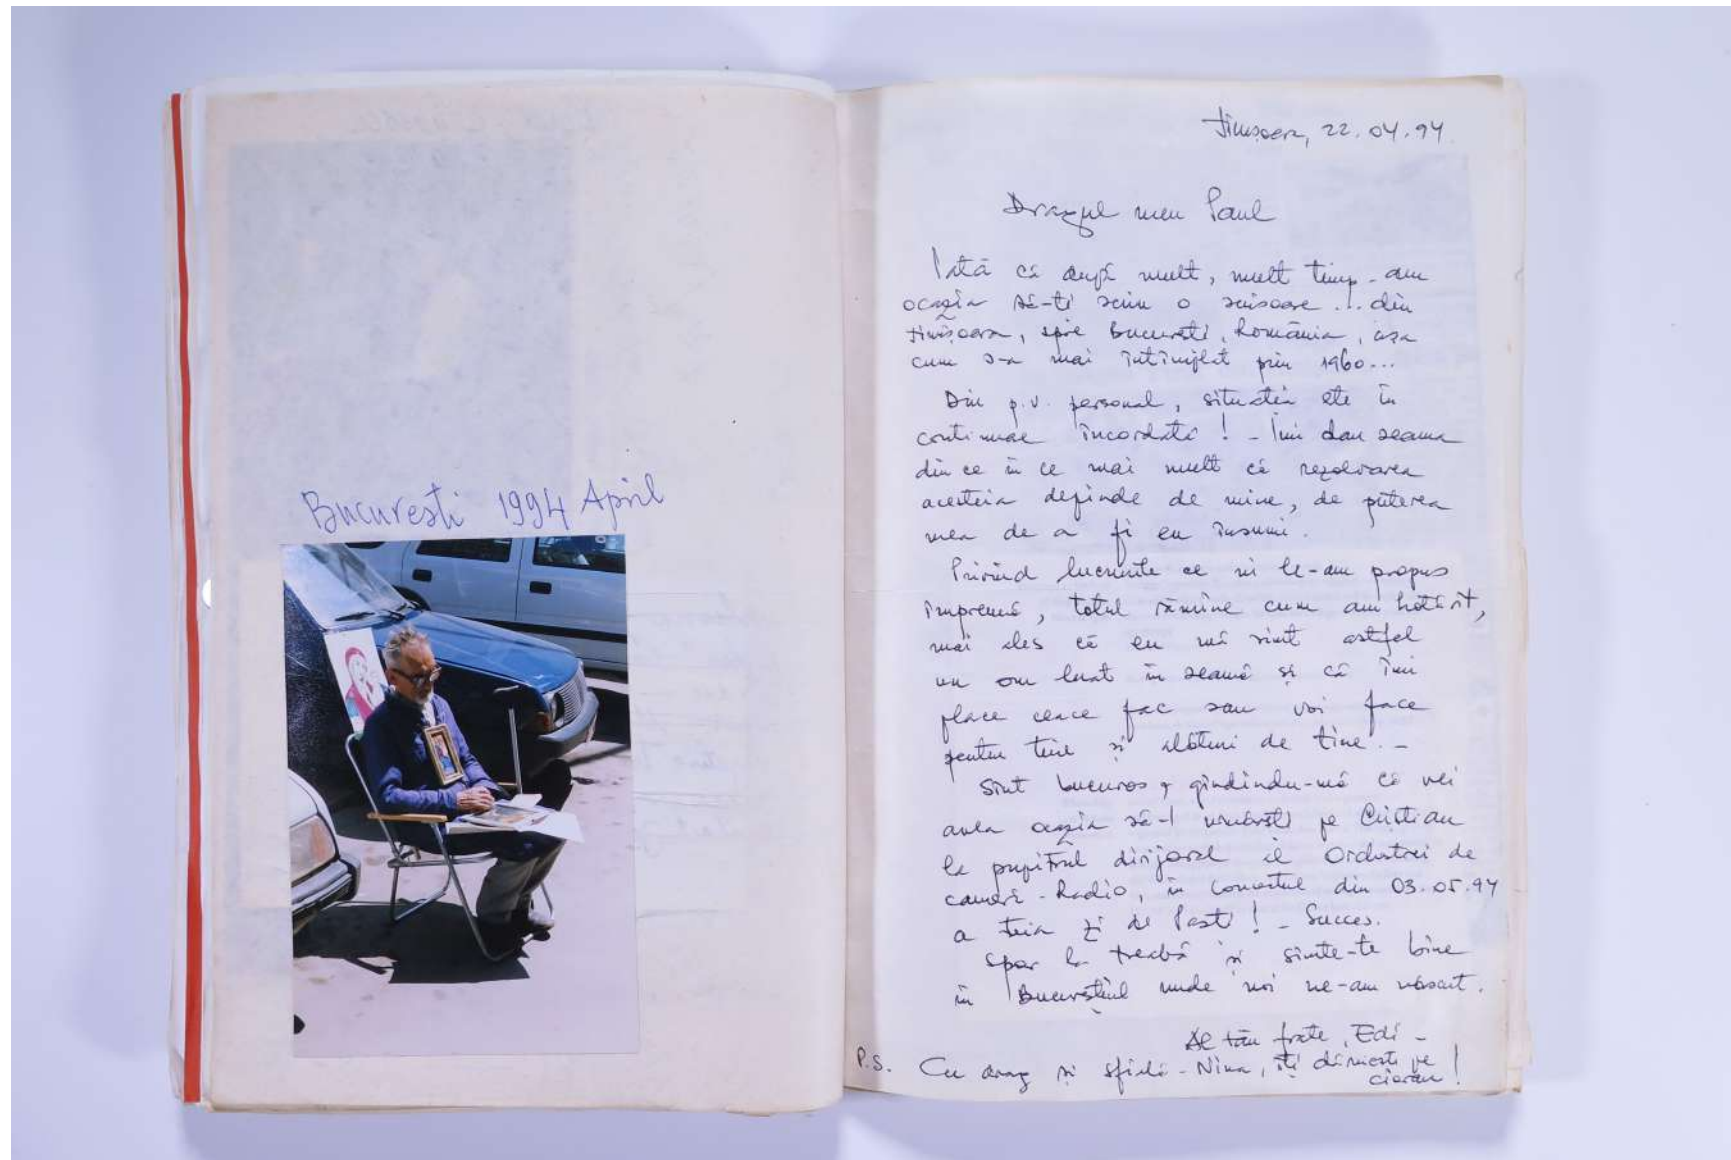 București 1994 April
Timișoara, 22.04.94.
Dragul meu Paul
Iată că după mult, mult timp am
ocazia să-ți scriu o scrisoare... din
Timișoara, spre București, România, așa
cum s-a mai întîmplat prin 1960...
Din p.v. personal, situația este în
continuare încordată! - Îmi dau seama
din ce în ce mai mult că rezolvarea
acesteia depinde de mine, de puterea
mea de a fi eu însumi.
Privind lucrurile ce ni le-am propus
împreună, totul rămîne cum am hotărît,
mai ales că eu mă simt astfel
un om luat în seamă și că îmi
place ceace fac sau voi face
pentru tine și alături de tine. -
Sînt bucuros, gîndindu-mă că vei
avea ocazia să-l urmărești pe Cristian
la pupitrul dirijoral al Orchestrei de
cameră - Radio, în concertul din 03.05.94
a treia zi de Paști! - Succes.
Spor la treabă și simte-te bine
în Bucureștiul unde noi ne-am născut.
Al tău frate, Edi -
P.S. Cu drag și sfială - Nina, îți dăruiește pe
Cioran!